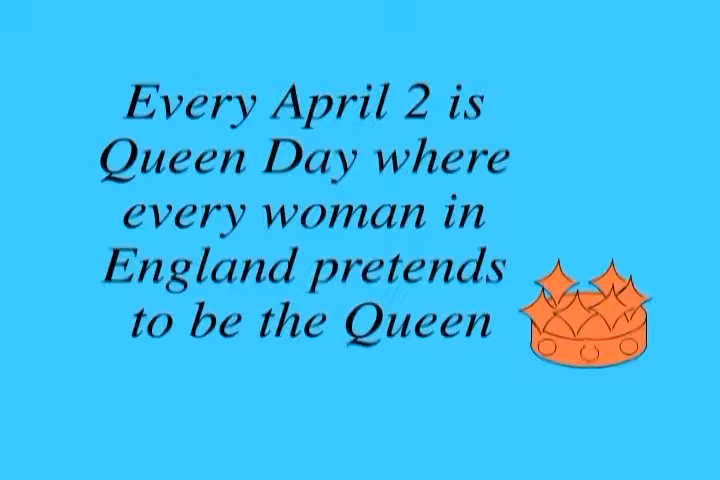 Every April 2 is
Queen Day where
every woman in
England pretends
to be the Queen